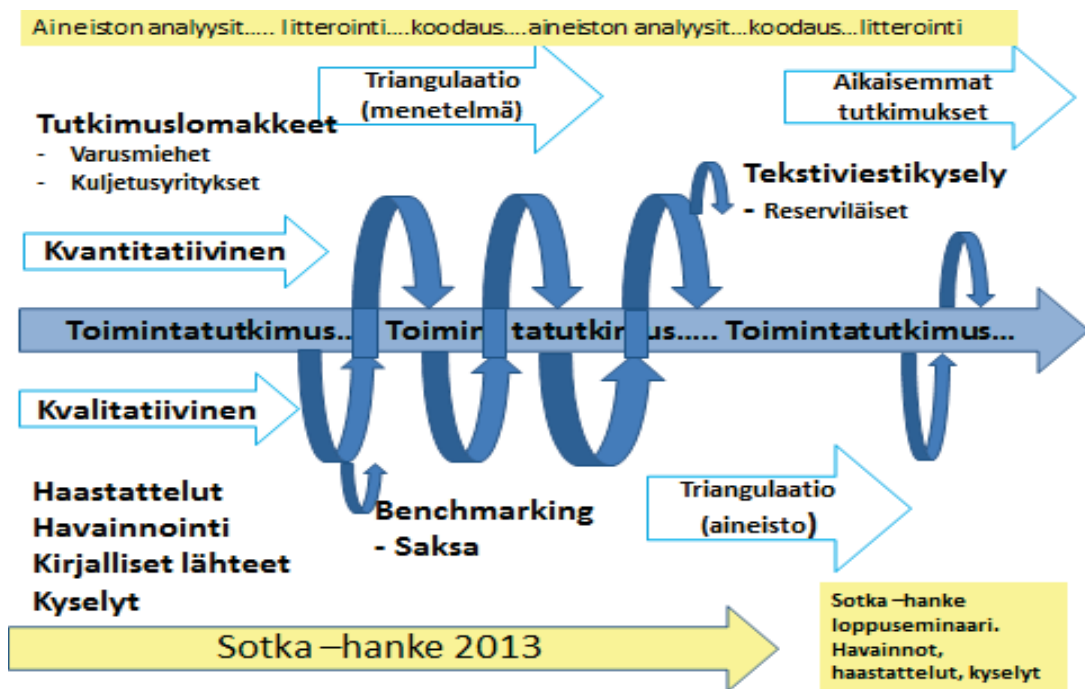 Aineiston analyysit..... litterointi....koodaus....aineiston analyysit...koodaus...litterointi
Triangulaatio
(menetelmä)
Aikaisemmat
tutkimukset
Tutkimuslomakkeet
- Varusmiehet
- Kuljetusyritykset
Tekstiviestikysely
- Reserviläiset
Kvantitatiivinen
Toimintatutkimus... Toimintatutkimus..... Toimintatutkimus...
Kvalitatiivinen
Haastattelut
Havainnointi
Kirjalliset lähteet
Kyselyt
Benchmarking
- Saksa
Triangulaatio
(aineisto)
Sotka –hanke 2013
Sotka –hanke
loppuseminaari.
Havainnot,
haastattelut, kyselyt